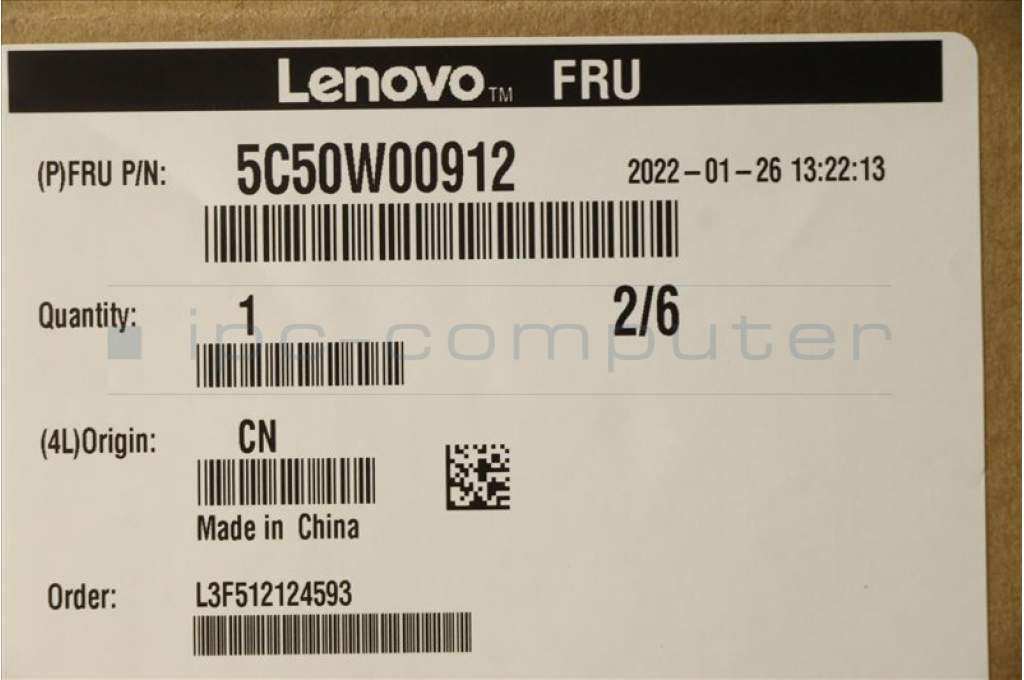 Lenovo™ FRU
(P)FRU P/N: 5C50W00912 2022-01-26 13:22:13
Quantity: 1 2/6
ipc-computer
(4L)Origin: CN
Made in China
Order: L3F512124593